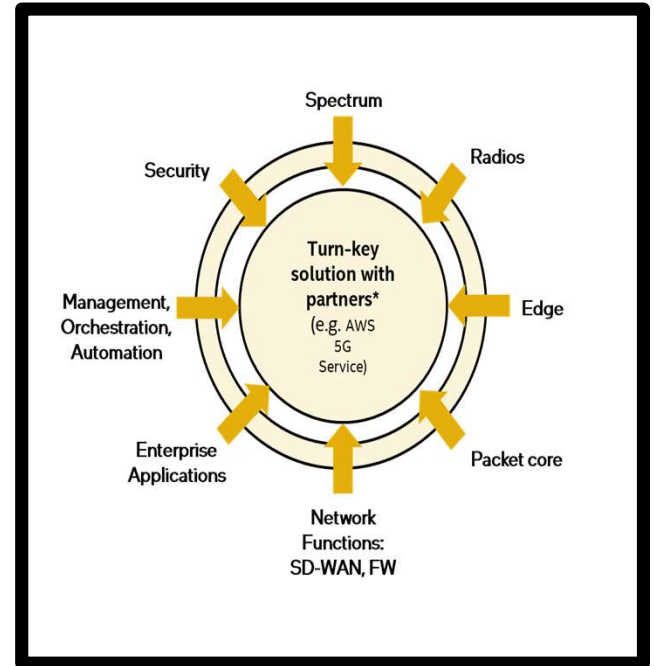 Spectrum
Security
Radios
Turn-key
solution with
partners*
(e.g. AWS
5G
Service)
Management,
Orchestration,
Automation
Edge
Enterprise
Applications
Packet core
Network
Functions:
SD-WAN, FW